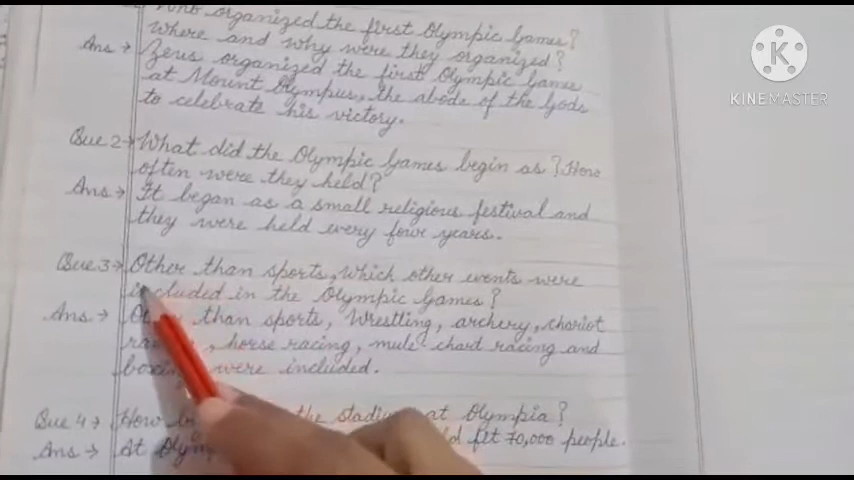 Who organized the first Olympic Games?
where and why were they organized?
Ans → Zeus organized the first Olympic Games
at Mount Olympus, the abode of the Gods
to celebrate his victory.
Que 2 → What did the Olympic Games begin as? How
often were they held?
Ans → It began as a small religious festival and
they were held every four years.
Que 3 → Other than sports, which other events were
included in the Olympic Games?
Ans → Other than sports, Wrestling, archery, chariot
, horse racing, mule chard racing and
boxing were included.
Que 4 → How the stadium at Olympia?
Ans → At fit 70,000 people.
KINEMASTER